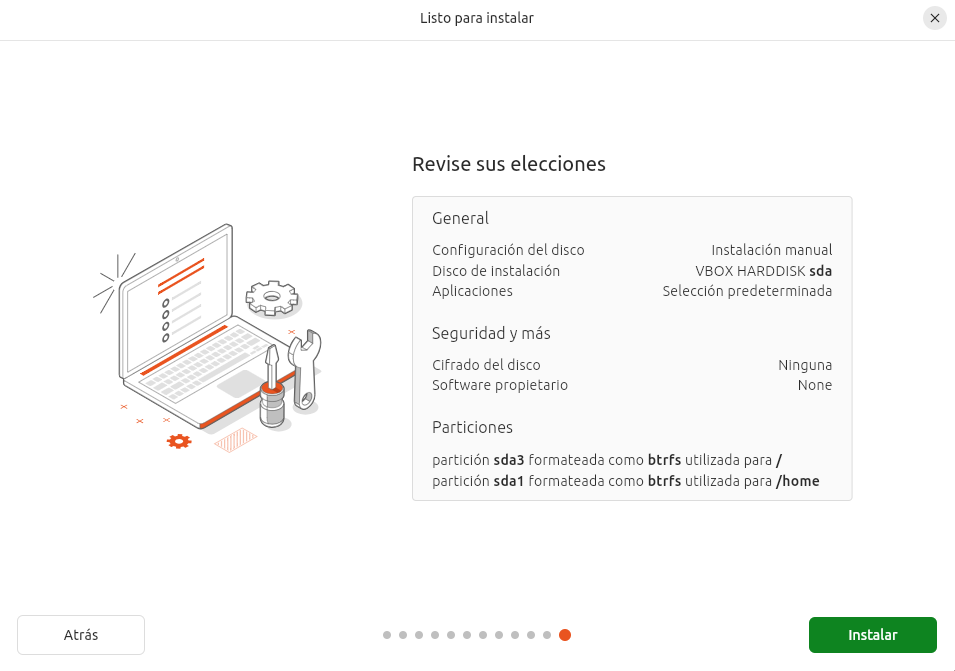 Listo para instalar
Revise sus elecciones
General
Configuración del disco Instalación manual
Disco de instalación VBOX HARDDISK sda
Aplicaciones Selección predeterminada
Seguridad y más
Cifrado del disco Ninguna
Software propietario None
Particiones
partición sda3 formateada como btrfs utilizada para /
partición sda1 formateada como btrfs utilizada para /home
Atrás Instalar